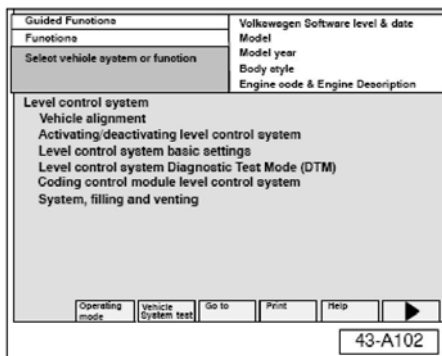 Guided Functions
Functions
Select vehicle system or function
Volkswagen Software level & date
Model
Model year
Body style
Engine code & Engine Description
Level control system
Vehicle alignment
Activating/deactivating level control system
Level control system basic settings
Level control system Diagnostic Test Mode (DTM)
Coding control module level control system
System, filling and venting
Operating
mode
Vehicle
System test
Go to
Print
Help
43-A102